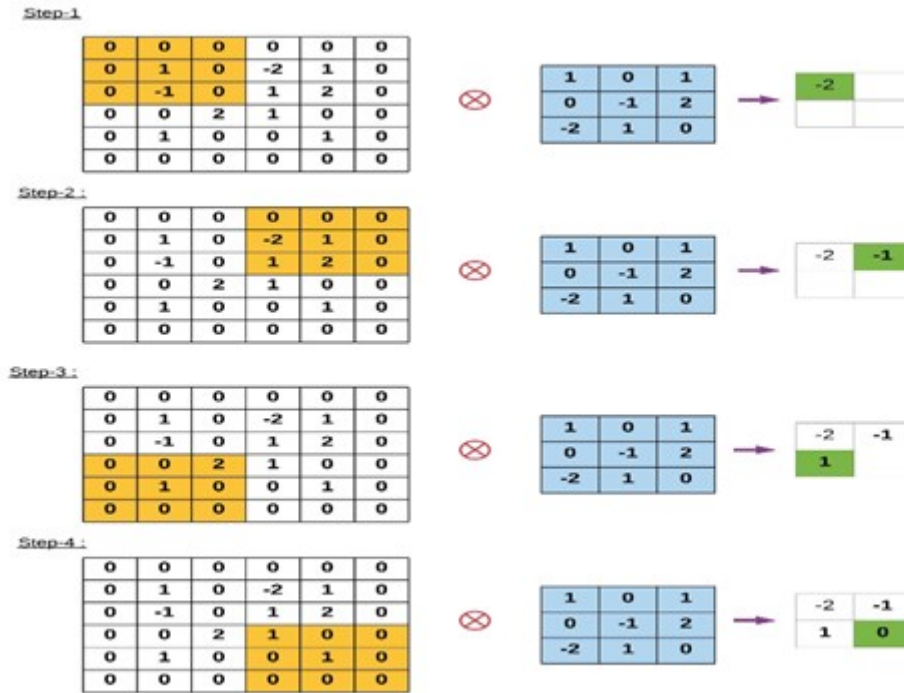 Step-1
0 0 0 0 0 0
0 1 0 -2 1 0 1 0 1 -2
0 -1 0 1 2 0 0 -1 2
0 0 2 1 0 0 -2 1 0
0 1 0 0 1 0
0 0 0 0 0 0
Step-2 :
0 0 0 0 0 0
0 1 0 -2 1 0 1 0 1 -2 -1
0 -1 0 1 2 0 0 -1 2
0 0 2 1 0 0 -2 1 0
0 1 0 0 1 0
0 0 0 0 0 0
Step-3 :
0 0 0 0 0 0
0 1 0 -2 1 0 1 0 1 -2 -1
0 -1 0 1 2 0 0 -1 2 1
0 0 2 1 0 0 -2 1 0
0 1 0 0 1 0
0 0 0 0 0 0
Step-4 :
0 0 0 0 0 0
0 1 0 -2 1 0 1 0 1 -2 -1
0 -1 0 1 2 0 0 -1 2 1 0
0 0 2 1 0 0 -2 1 0
0 1 0 0 1 0
0 0 0 0 0 0